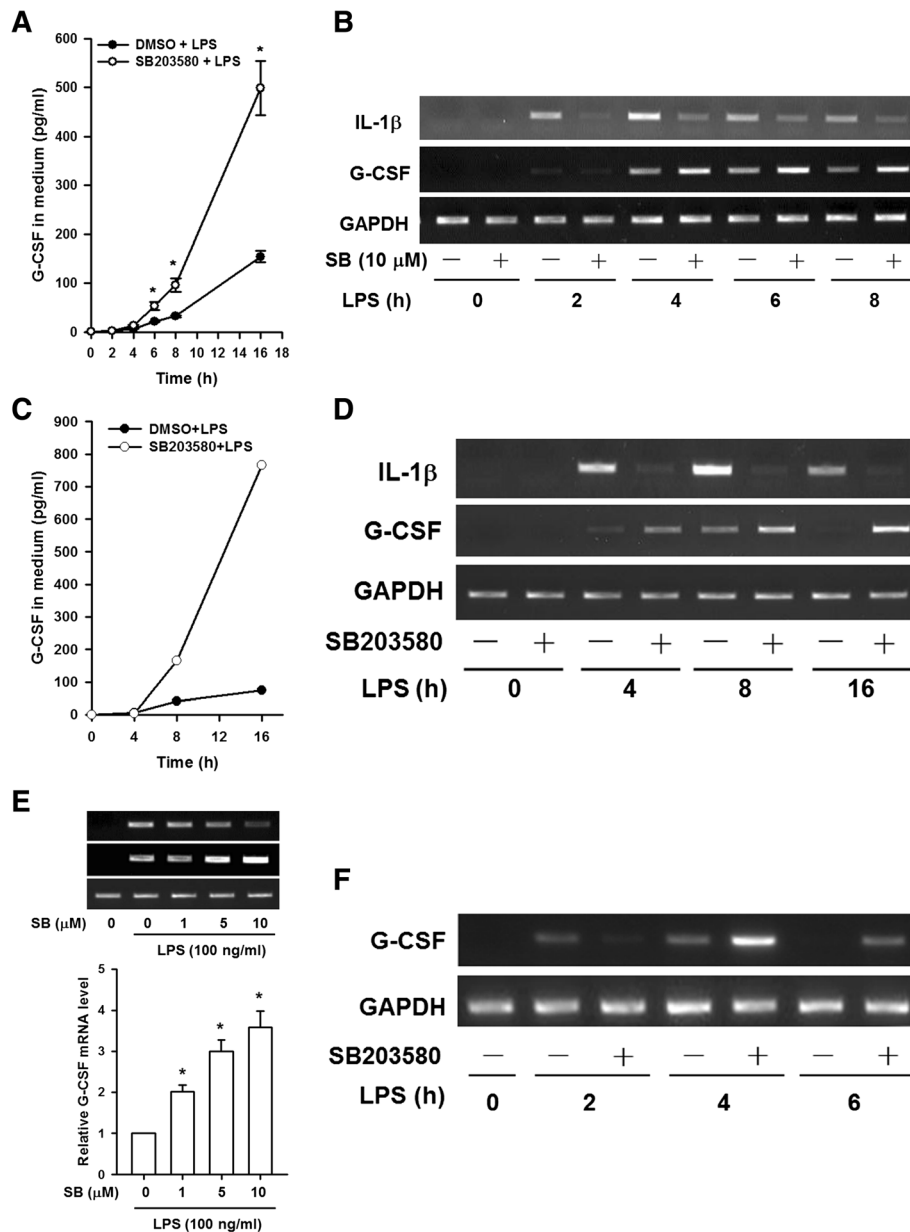 A
DMSO + LPS
SB203580 + LPS
G-CSF in medium (pg/ml)
600
500
400
300
200
100
0
* * *
0 2 4 6 8 10 12 14 16 18
Time (h)
B
IL-1β
G-CSF
GAPDH
SB (10 μM) — + — + — + — + — +
LPS (h) 0 2 4 6 8
C
DMSO+LPS
SB203580+LPS
G-CSF in medium (pg/ml)
900
800
700
600
500
400
300
200
100
0
0 4 8 12 16
Time (h)
D
IL-1β
G-CSF
GAPDH
SB203580 — + — + — + — +
LPS (h) 0 4 8 16
E
SB (μM) 0 0 1 5 10
LPS (100 ng/ml)
Relative G-CSF mRNA level
5
4
3
2
1
0
* * *
SB (μM) 0 1 5 10
LPS (100 ng/ml)
F
G-CSF
GAPDH
SB203580 — — + — + — +
LPS (h) 0 2 4 6